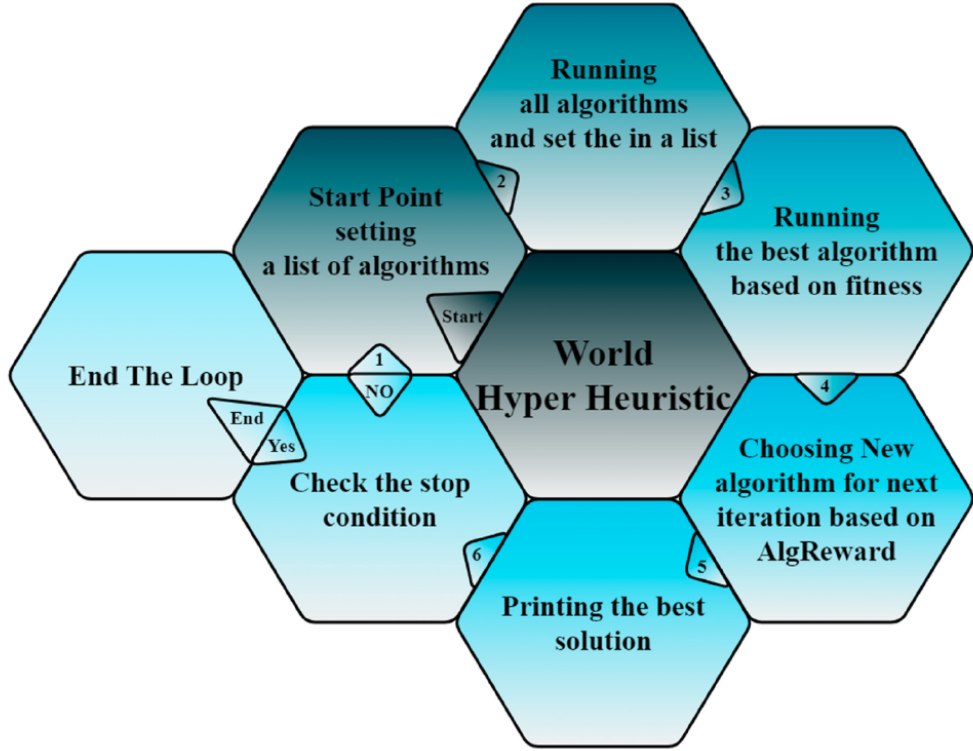 Running
all algorithms
and set the in a list
2
3
Start Point
setting
a list of algorithms
Running
the best algorithm
based on fitness
Start
World
Hyper Heuristic
1
NO
4
End The Loop
End
Yes
Check the stop
condition
Choosing New
algorithm for next
iteration based on
AlgReward
6
5
Printing the best
solution